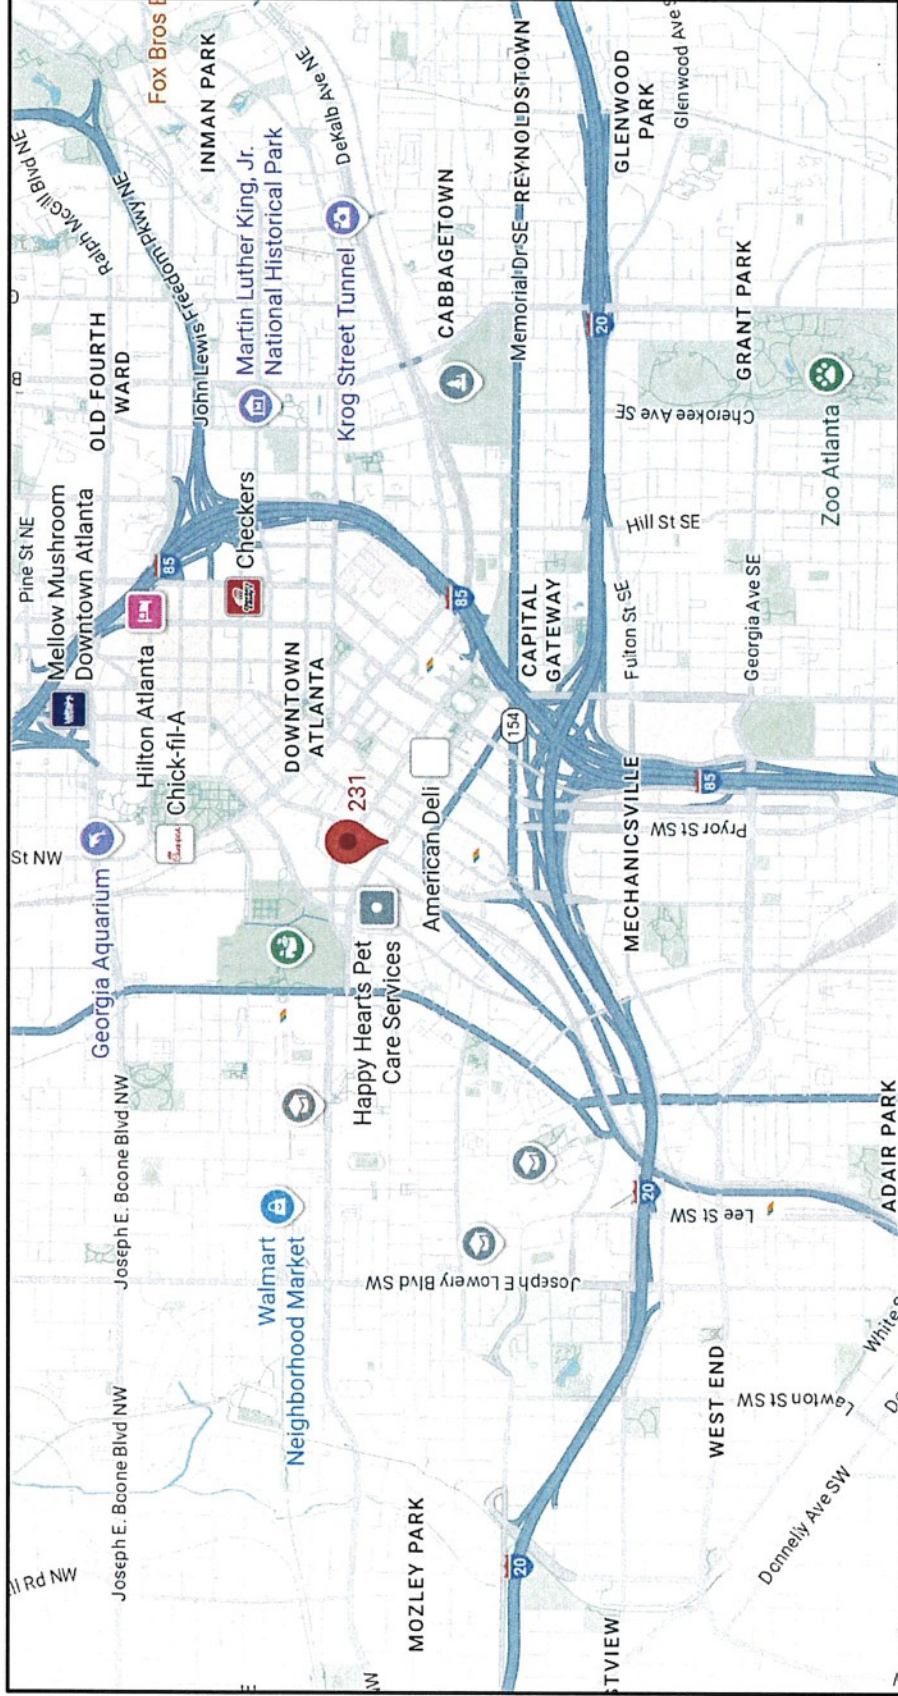 Ralph McGill Blvd NE
Fox Bros B
INMAN PARK
John Lewis Freedom Pkwy NE
OLD FOURTH
WARD
Martin Luther King, Jr.
National Historical Park
DeKalb Ave NE
Krog Street Tunnel
CABBAGETOWN
Memorial Dr SE
REYNOLDSTOWN
GLENWOOD
PARK
Glenwood Ave S
20
GRANT PARK
Cherokee Ave SE
Zoo Atlanta
Pine St NE
Mellow Mushroom
Downtown Atlanta
85
Checkers
Hilton Atlanta
Chick-fil-A
DOWNTOWN
ATLANTA
85
Hill St SE
CAPITAL
GATEWAY
Fulton St SE
Georgia Ave SE
154
St NW
Georgia Aquarium
231
American Deli
Happy Hearts Pet
Care Services
MECHANICSVILLE
Pryor St SW
85
Joseph E. Boone Blvd NW
Walmart
Neighborhood Market
Joseph E Lowery Blvd SW
20
Lee St SW
ADAIR PARK
Joseph E. Boone Blvd NW
ll Rd NW
MOZLEY PARK
20
WEST END
Lawton St SW
White S
Donnelly Ave SW
Do
STVIEW